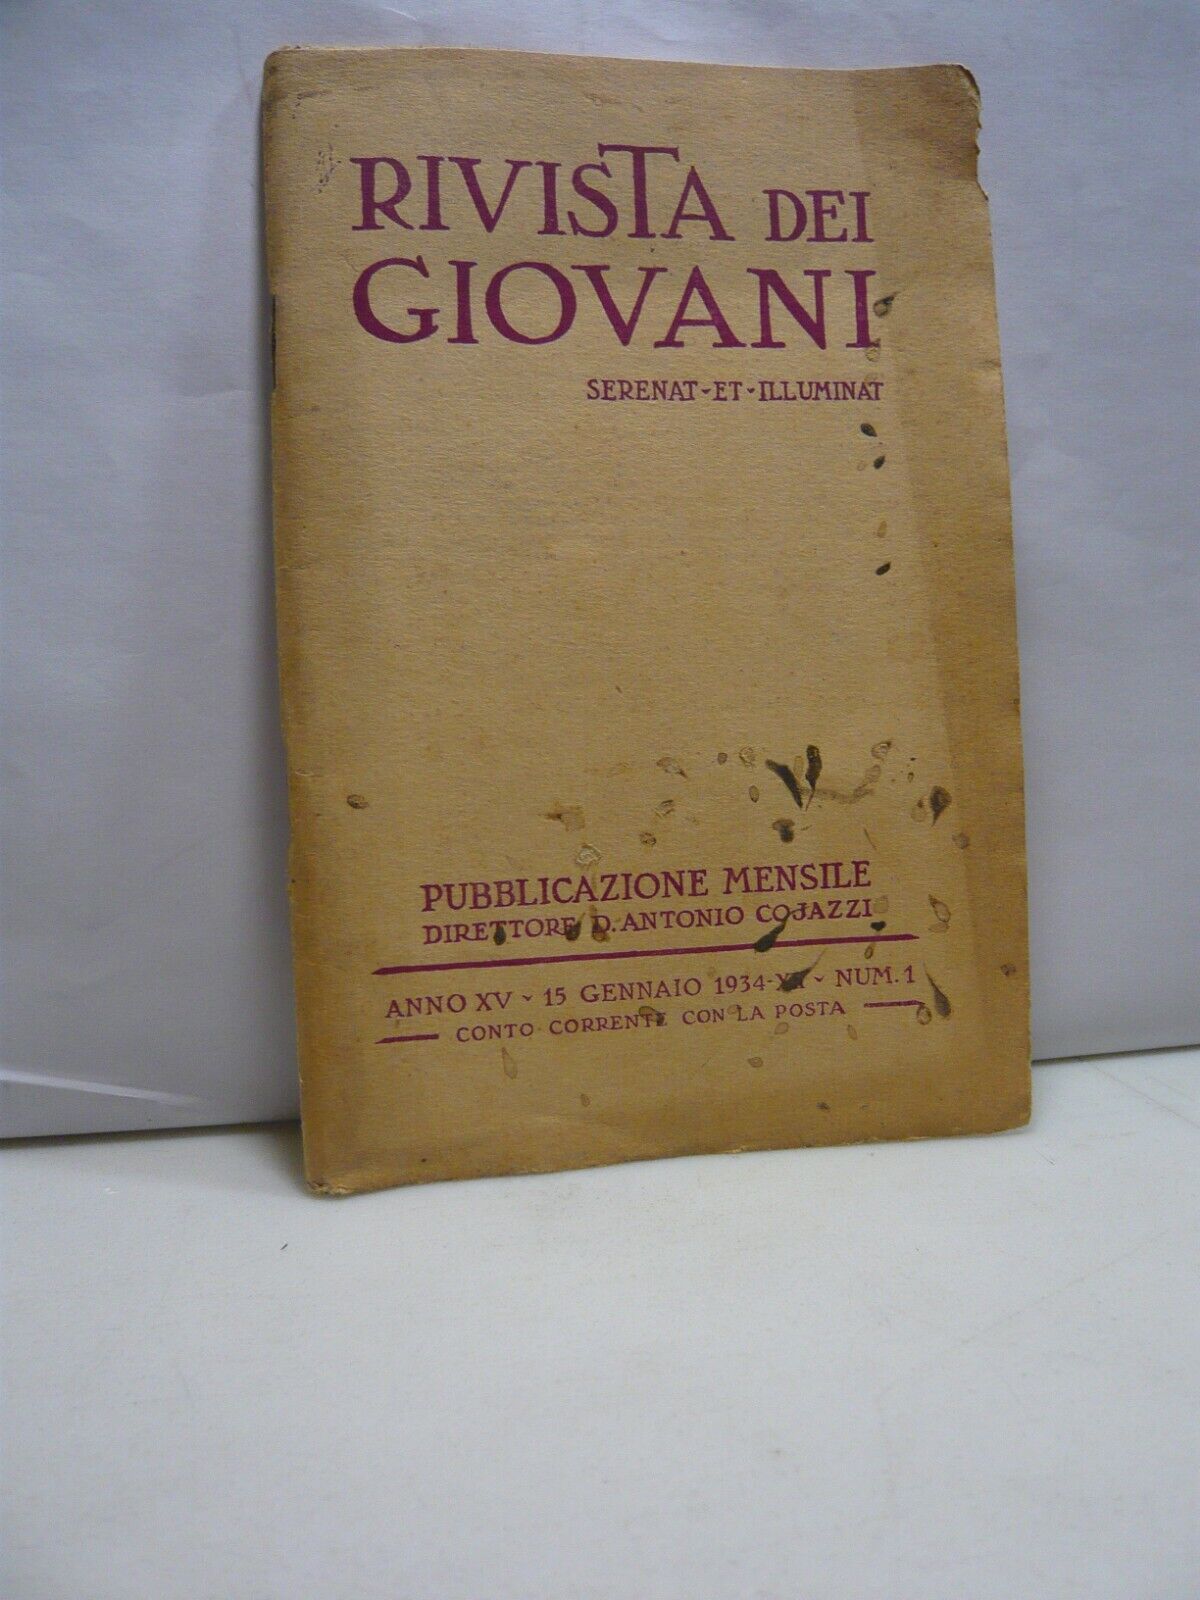 RIVISTA DEI
GIOVANI
SERENAT-ET-ILLUMINAT
PUBBLICAZIONE MENSILE
DIRETTORE D. ANTONIO COJAZZI
ANNO XV - 15 GENNAIO 1934-XII - NUM. 1
CONTO CORRENTE CON LA POSTA